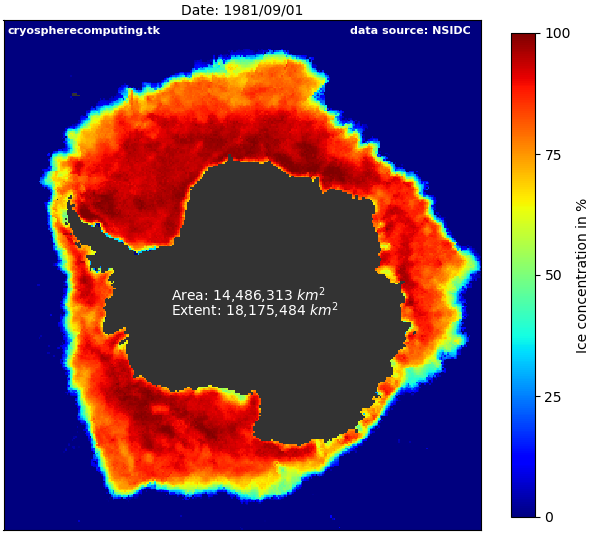 Date: 1981/09/01
cryospherecomputing.tk
data source: NSIDC
Area: 14,486,313 km²
Extent: 18,175,484 km²
100
75
50
25
0
Ice concentration in %